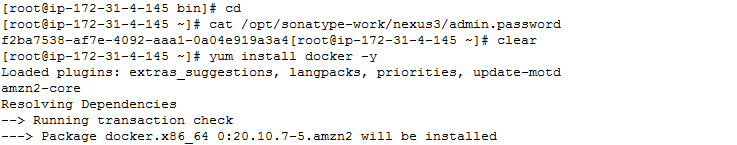 [root@ip-172-31-4-145 bin]# cd
[root@ip-172-31-4-145 ~]# cat /opt/sonatype-work/nexus3/admin.password
f2ba7538-af7e-4092-aaa1-0a04e919a3a4[root@ip-172-31-4-145 ~]# clear
[root@ip-172-31-4-145 ~]# yum install docker -y
Loaded plugins: extras_suggestions, langpacks, priorities, update-motd
amzn2-core
Resolving Dependencies
--> Running transaction check
---> Package docker.x86_64 0:20.10.7-5.amzn2 will be installed